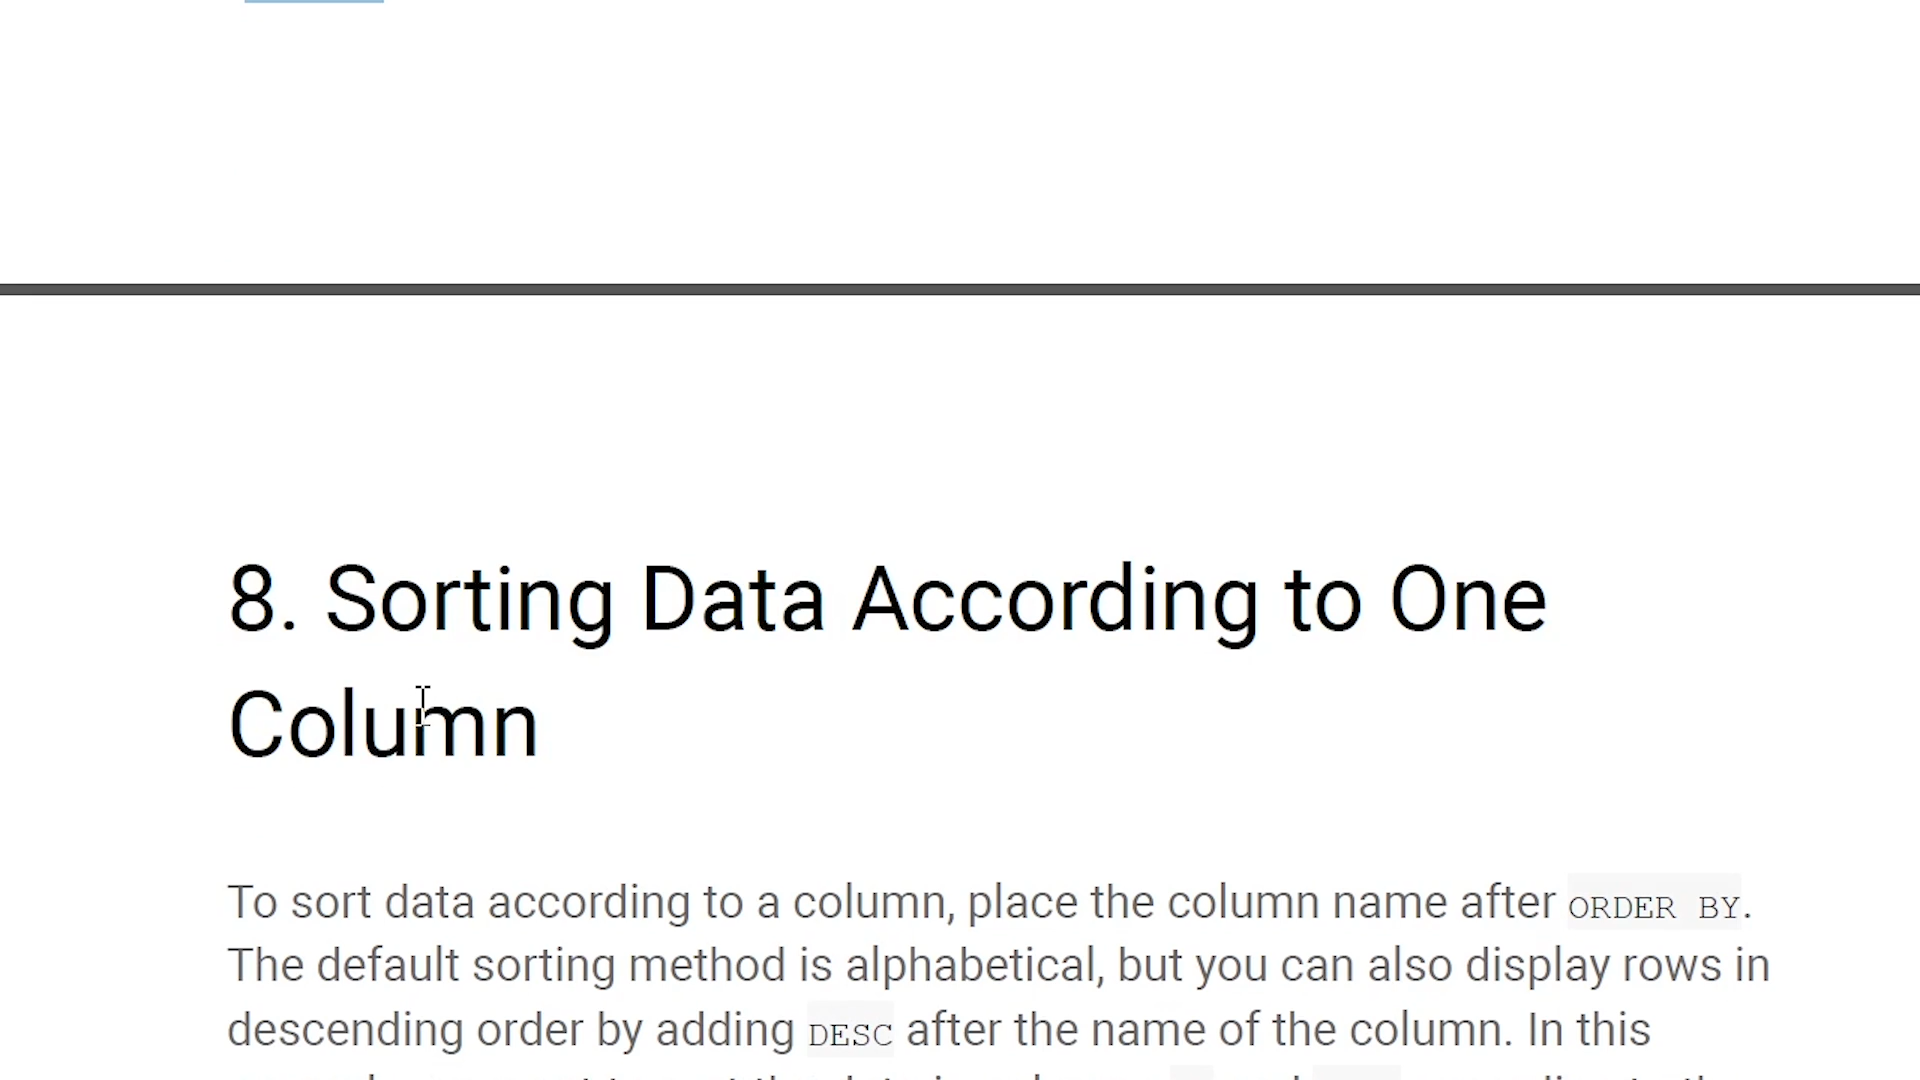 8. Sorting Data According to One
Column
To sort data according to a column, place the column name after ORDER BY.
The default sorting method is alphabetical, but you can also display rows in
descending order by adding DESC after the name of the column. In this